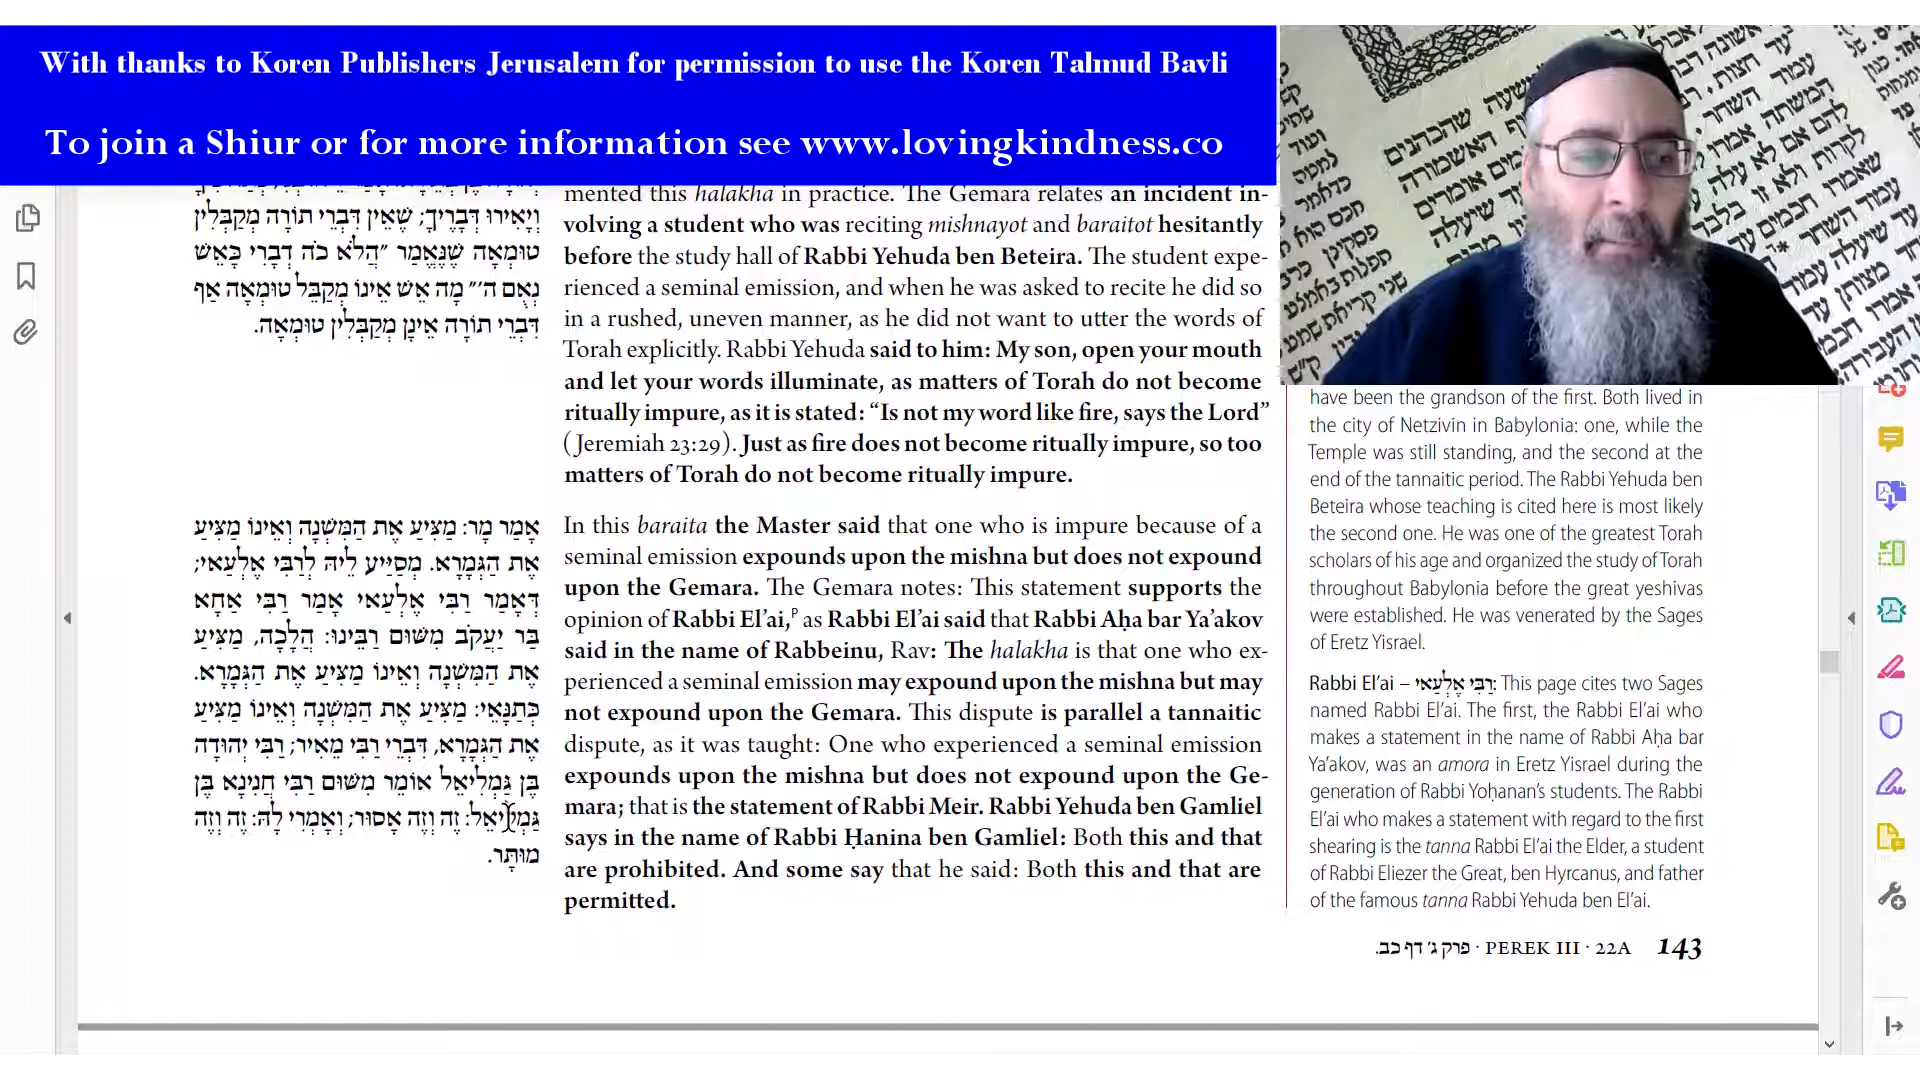 With thanks to Koren Publishers Jerusalem for permission to use the Koren Talmud Bavli
To join a Shiur or for more information see www.lovingkindness.co
וְיָאִירוּ דְּבָרֶיךָ; שֶׁאֵין דִּבְרֵי תוֹרָה מְקַבְּלִין
טוּמְאָה שֶׁנֶּאֱמַר ״הֲלֹא כֹה דְבָרִי כָּאֵשׁ
נְאֻם ה׳״ מָה אֵשׁ אֵינוֹ מְקַבֵּל טוּמְאָה אַף
דִּבְרֵי תוֹרָה אֵינָן מְקַבְּלִין טוּמְאָה.
mented this halakha in practice. The Gemara relates an incident in-
volving a student who was reciting mishnayot and baraitot hesitantly
before the study hall of Rabbi Yehuda ben Beteira. The student expe-
rienced a seminal emission, and when he was asked to recite he did so
in a rushed, uneven manner, as he did not want to utter the words of
Torah explicitly. Rabbi Yehuda said to him: My son, open your mouth
and let your words illuminate, as matters of Torah do not become
ritually impure, as it is stated: “Is not my word like fire, says the Lord”
(Jeremiah 23:29). Just as fire does not become ritually impure, so too
matters of Torah do not become ritually impure.
אָמַר מָר: מַצִּיעַ אֶת הַמִּשְׁנָה וְאֵינוֹ מַצִּיעַ
אֶת הַגְּמָרָא. מְסַיַּיע לֵיהּ לְרַבִּי אֶלְעַאי;
דְּאָמַר רַבִּי אֶלְעַאי אָמַר רַבִּי אַחָא
בַּר יַעֲקֹב מִשּׁוּם רַבֵּינוּ: הֲלָכָה, מַצִּיעַ
אֶת הַמִּשְׁנָה וְאֵינוֹ מַצִּיעַ אֶת הַגְּמָרָא.
כְּתַנָּאֵי: מַצִּיעַ אֶת הַמִּשְׁנָה וְאֵינוֹ מַצִּיעַ
אֶת הַגְּמָרָא, דִּבְרֵי רַבִּי מֵאִיר; רַבִּי יְהוּדָה
בֶּן גַּמְלִיאֵל אוֹמֵר מִשּׁוּם רַבִּי חֲנִינָא בֶּן
גַּמְלִיאֵל: זֶה וָזֶה אָסוּר; וְאָמְרִי לָהּ: זֶה וָזֶה
מוּתָּר.
In this baraita the Master said that one who is impure because of a
seminal emission expounds upon the mishna but does not expound
upon the Gemara. The Gemara notes: This statement supports the
opinion of Rabbi El’ai,ᴾ as Rabbi El’ai said that Rabbi Aḥa bar Ya’akov
said in the name of Rabbeinu, Rav: The halakha is that one who ex-
perienced a seminal emission may expound upon the mishna but may
not expound upon the Gemara. This dispute is parallel a tannaitic
dispute, as it was taught: One who experienced a seminal emission
expounds upon the mishna but does not expound upon the Ge-
mara; that is the statement of Rabbi Meir. Rabbi Yehuda ben Gamliel
says in the name of Rabbi Ḥanina ben Gamliel: Both this and that
are prohibited. And some say that he said: Both this and that are
permitted.
have been the grandson of the first. Both lived in
the city of Netzivin in Babylonia: one, while the
Temple was still standing, and the second at the
end of the tannaitic period. The Rabbi Yehuda ben
Beteira whose teaching is cited here is most likely
the second one. He was one of the greatest Torah
scholars of his age and organized the study of Torah
throughout Babylonia before the great yeshivas
were established. He was venerated by the Sages
of Eretz Yisrael.
Rabbi El’ai – רַבִּי אֶלְעַאי: This page cites two Sages
named Rabbi El’ai. The first, the Rabbi El’ai who
makes a statement in the name of Rabbi Aḥa bar
Ya’akov, was an amora in Eretz Yisrael during the
generation of Rabbi Yoḥanan’s students. The Rabbi
El’ai who makes a statement with regard to the first
shearing is the tanna Rabbi El’ai the Elder, a student
of Rabbi Eliezer the Great, ben Hyrcanus, and father
of the famous tanna Rabbi Yehuda ben El’ai.
פרק ג׳ דף כב. · PEREK III · 22A 143